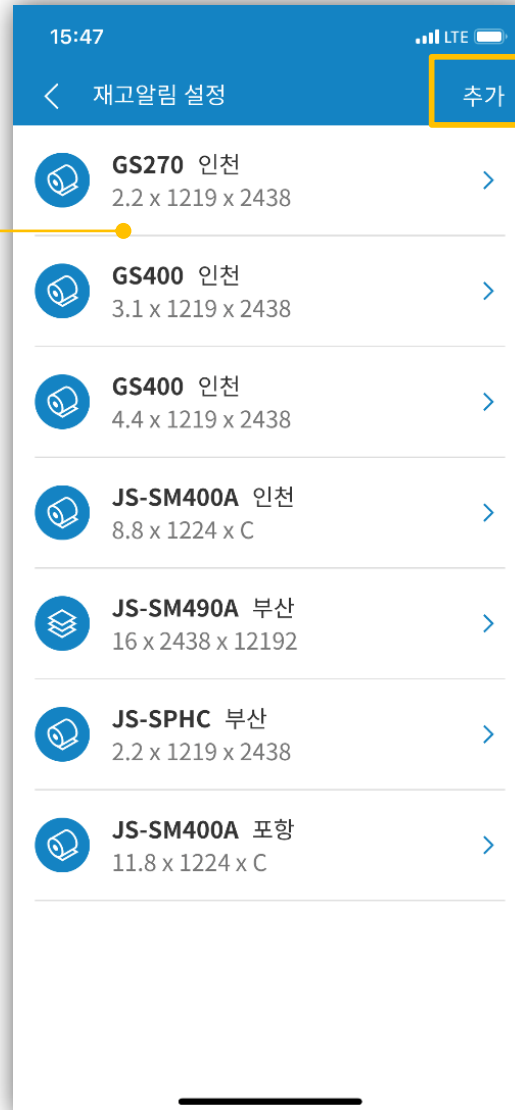 15:47 LTE
재고알림 설정 추가
GS270 인천
2.2 x 1219 x 2438
GS400 인천
3.1 x 1219 x 2438
GS400 인천
4.4 x 1219 x 2438
JS-SM400A 인천
8.8 x 1224 x C
JS-SM490A 부산
16 x 2438 x 12192
JS-SPHC 부산
2.2 x 1219 x 2438
JS-SM400A 포항
11.8 x 1224 x C